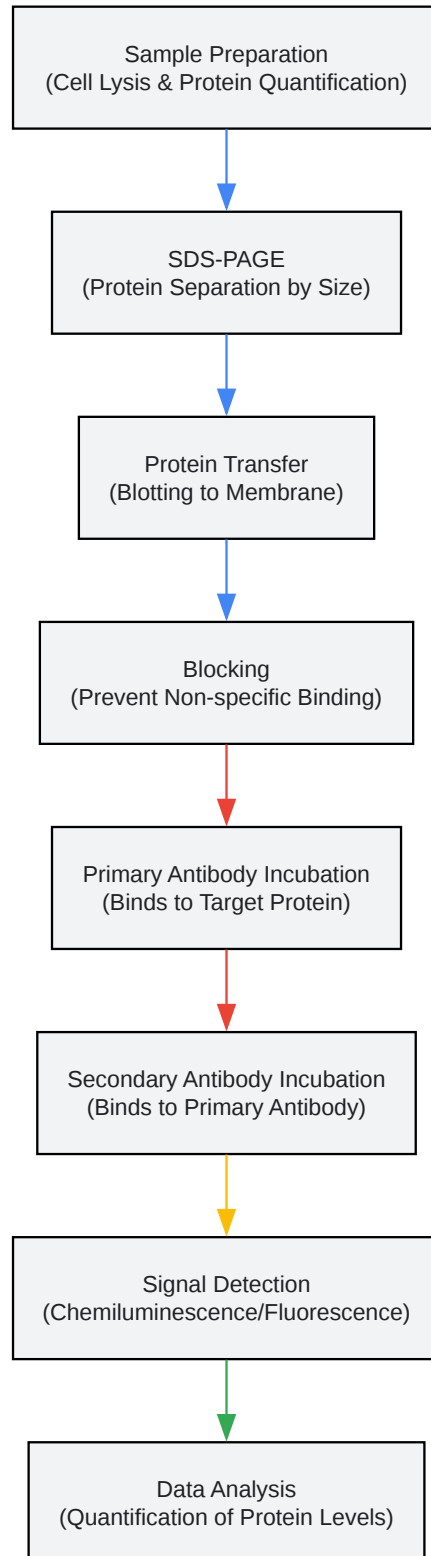 Sample Preparation
(Cell Lysis & Protein Quantification)
SDS-PAGE
(Protein Separation by Size)
Protein Transfer
(Blotting to Membrane)
Blocking
(Prevent Non-specific Binding)
Primary Antibody Incubation
(Binds to Target Protein)
Secondary Antibody Incubation
(Binds to Primary Antibody)
Signal Detection
(Chemiluminescence/Fluorescence)
Data Analysis
(Quantification of Protein Levels)